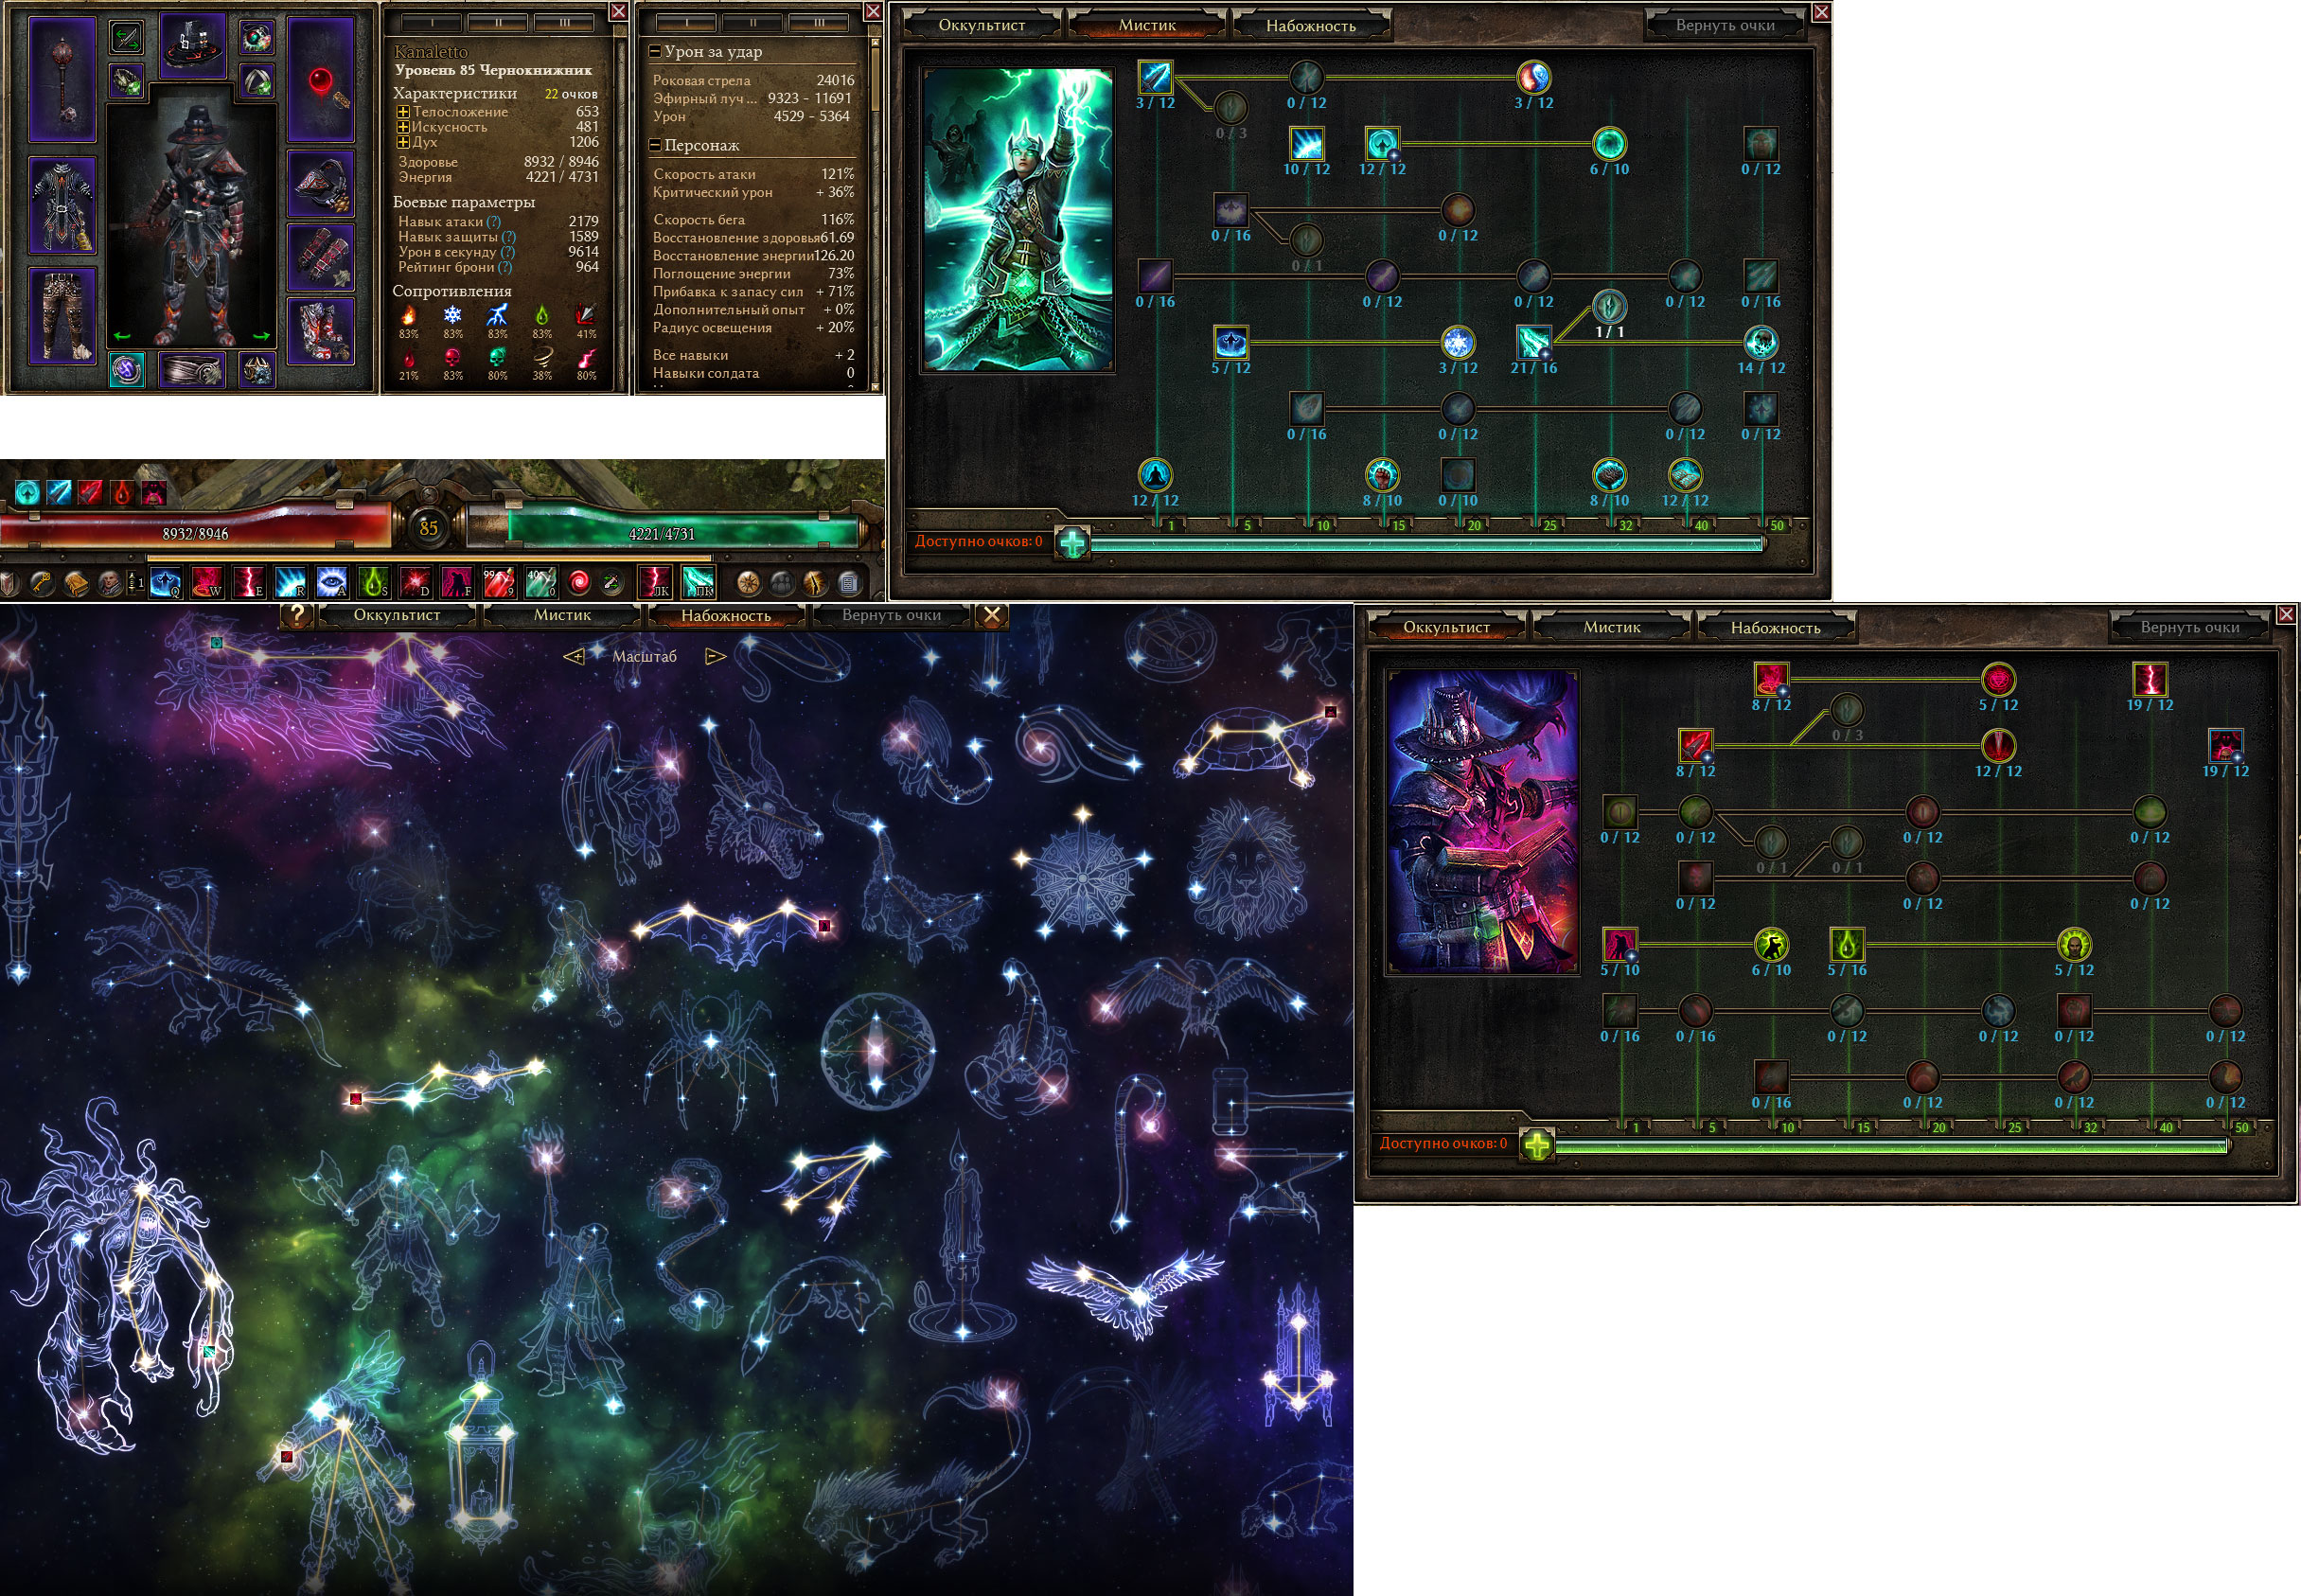 I II III
Kanaletto
Уровень 85 Чернокнижник
Характеристики 22 очков
Телосложение 653
Искусность 481
Дух 1206
Здоровье 8932 / 8946
Энергия 4221 / 4731
Боевые параметры
Навык атаки (?) 2179
Навык защиты (?) 1589
Урон в секунду (?) 9614
Рейтинг брони (?) 964
Сопротивления
83% 83% 83% 83% 41%
21% 83% 80% 38% 80%
I II III
Урон за удар
Роковая стрела 24016
Эфирный луч ... 9323 - 11691
Урон 4529 - 5364
Персонаж
Скорость атаки 121%
Критический урон + 36%
Скорость бега 116%
Восстановление здоровья 61.69
Восстановление энергии 126.20
Поглощение энергии 73%
Прибавка к запасу сил + 71%
Дополнительный опыт + 0%
Радиус освещения + 20%
Все навыки + 2
Навыки солдата 0
Оккультист Мистик Набожность Вернуть очки
3 / 12 0 / 12 3 / 12
0 / 3
10 / 12 12 / 12 6 / 10 0 / 12
0 / 16 0 / 12
0 / 1
0 / 16 0 / 12 0 / 12 0 / 12 0 / 16
1 / 1
5 / 12 3 / 12 21 / 16 14 / 12
0 / 16 0 / 12 0 / 12 0 / 12
12 / 12 8 / 10 0 / 10 8 / 10 12 / 12
1 5 10 15 20 25 32 40 50
Доступно очков: 0
8932/8946 85 4221/4731
1 Q W E R A S D F 99 9 40 0 ЛК ПК
? Оккультист Мистик Набожность Вернуть очки
Масштаб
Оккультист Мистик Набожность Вернуть очки
8 / 12 5 / 12 19 / 12
0 / 3
8 / 12 12 / 12 19 / 12
0 / 12 0 / 12 0 / 12 0 / 12
0 / 1 0 / 1
0 / 12 0 / 12 0 / 12
5 / 10 6 / 10 5 / 16 5 / 12
0 / 16 0 / 16 0 / 12 0 / 12 0 / 12 0 / 12
0 / 16 0 / 12 0 / 12 0 / 12
1 5 10 15 20 25 32 40 50
Доступно очков: 0